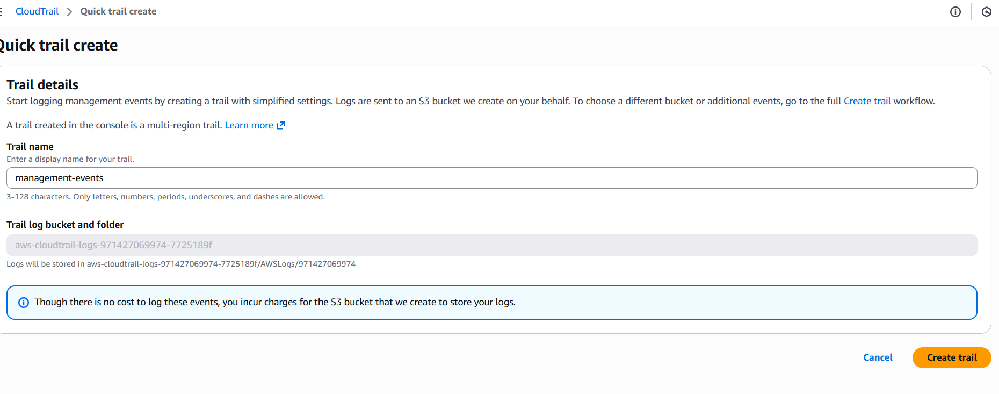 CloudTrail > Quick trail create
Quick trail create
Trail details
Start logging management events by creating a trail with simplified settings. Logs are sent to an S3 bucket we create on your behalf. To choose a different bucket or additional events, go to the full Create trail workflow.
A trail created in the console is a multi-region trail. Learn more
Trail name
Enter a display name for your trail.
management-events
3-128 characters. Only letters, numbers, periods, underscores, and dashes are allowed.
Trail log bucket and folder
aws-cloudtrail-logs-971427069974-7725189f
Logs will be stored in aws-cloudtrail-logs-971427069974-7725189f/AWSLogs/971427069974
Though there is no cost to log these events, you incur charges for the S3 bucket that we create to store your logs.
Cancel Create trail